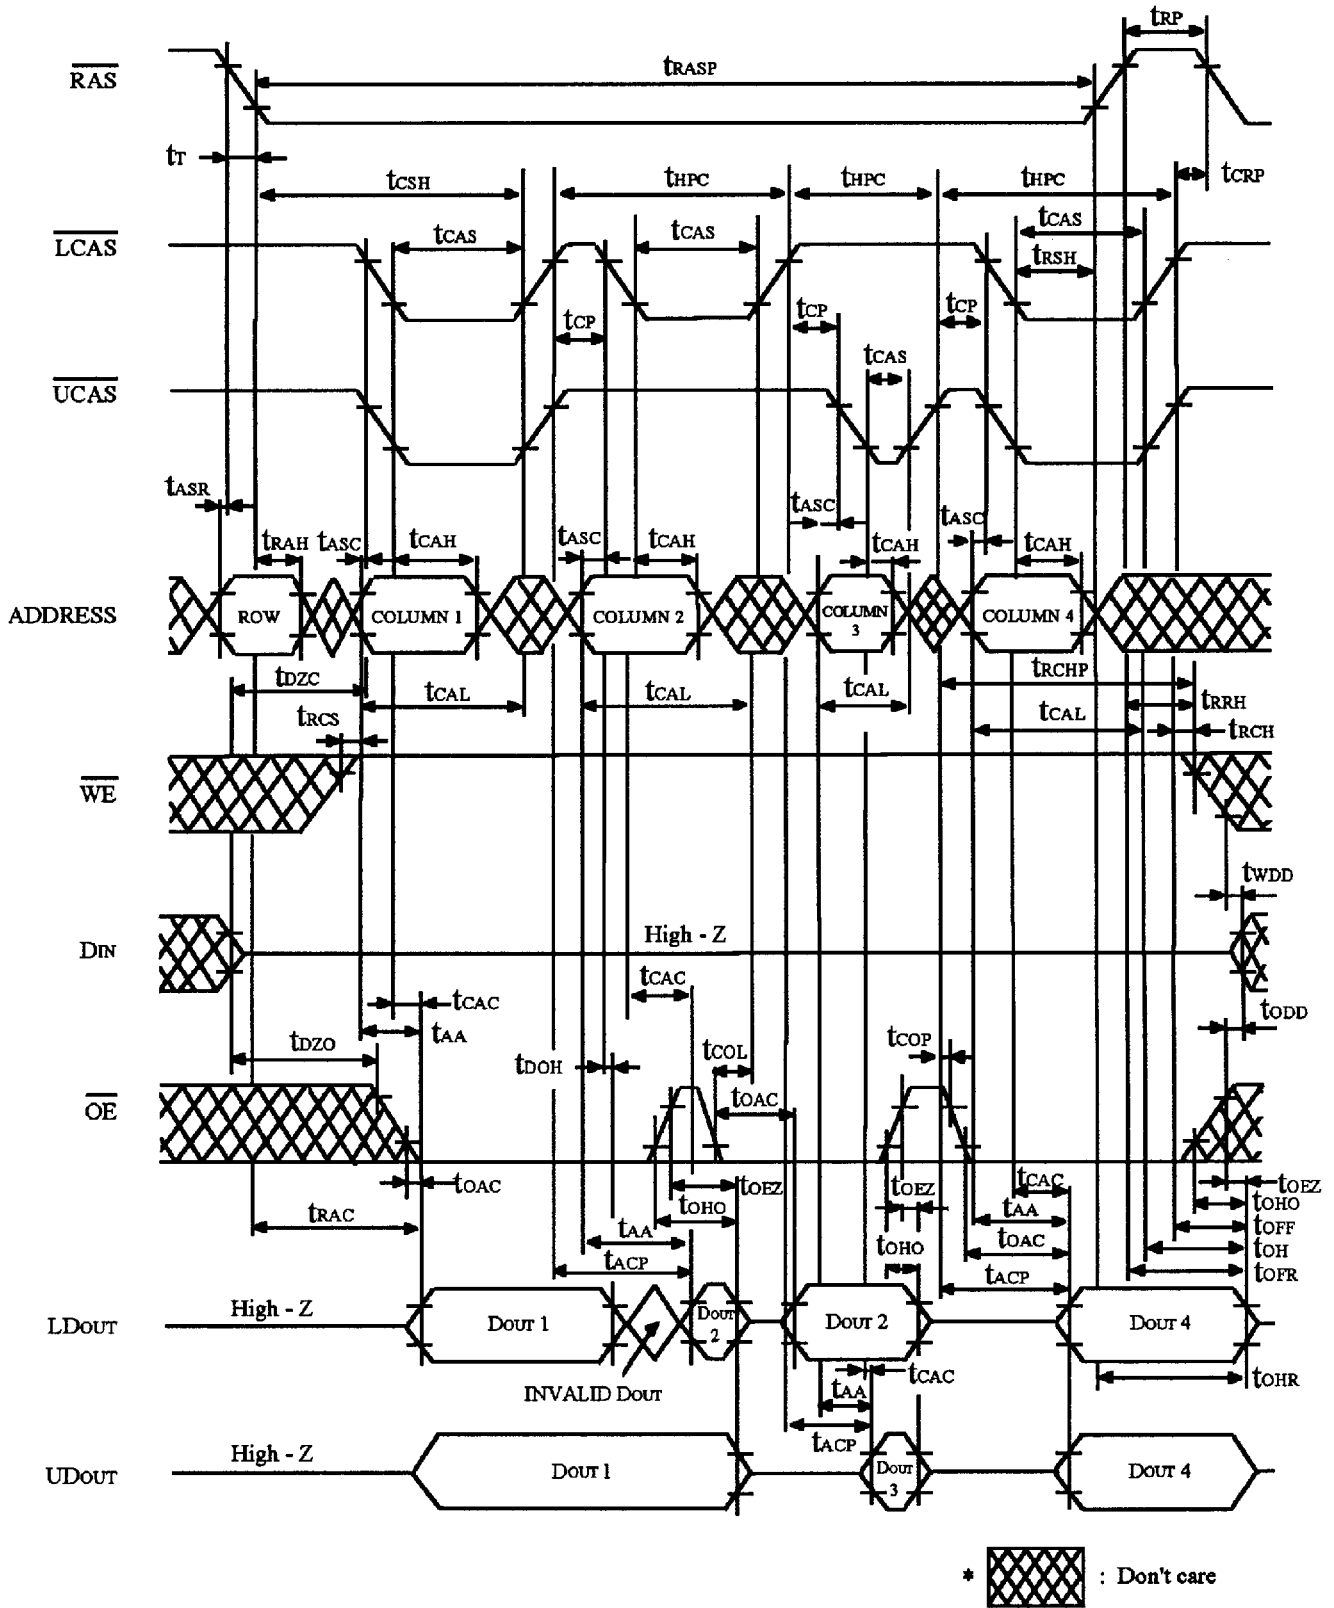 tRP
RAS
tRASP
tT
tCSH
tHPC
tHPC
tHPC
tCRP
LCAS
tCAS
tCAS
tCAS
tRSH
tCP
tCP
tCP
UCAS
tCAS
tASR
tRAH
tASC
tCAH
tASC
tCAH
tASC
tCAH
tASC
tCAH
ADDRESS
ROW
COLUMN 1
COLUMN 2
COLUMN 3
COLUMN 4
tDZC
tCAL
tCAL
tCAL
tRCHP
tRRH
tRCS
tCAL
tRCH
WE
tWDD
DIN
High - Z
tCAC
tCAC
tODD
tAA
tDZO
tDOH
tCOL
tCOP
OE
tOAC
tOAC
tOEZ
tOEZ
tCAC
tOEZ
tRAC
tOHO
tAA
tOHO
tAA
tOAC
tOFF
tACP
tOHO
tACP
tOH
tOFR
LDOUT
High - Z
DOUT 1
DOUT 2
DOUT 2
DOUT 4
INVALID DOUT
tCAC
tAA
tOHR
tACP
UDOUT
High - Z
DOUT 1
DOUT 3
DOUT 4
* : Don't care